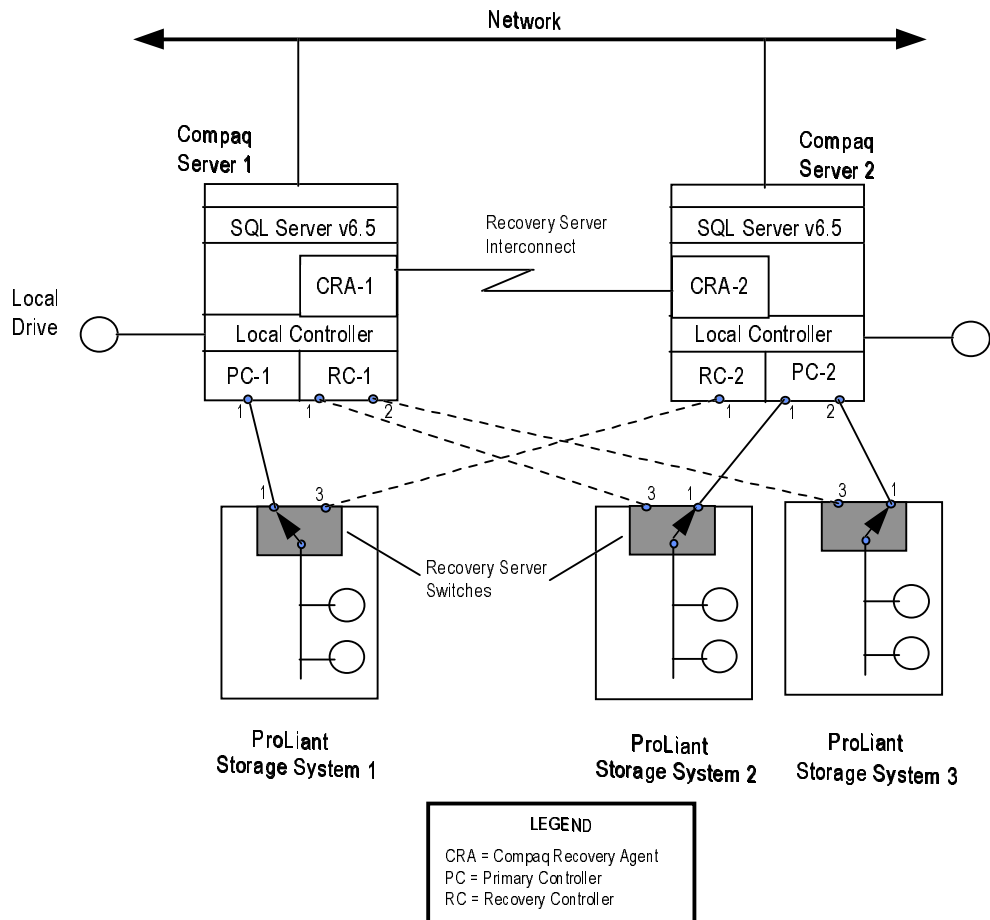 Network
Compaq
Server 1
Compaq
Server 2
SQL Server v6.5
Recovery Server
Interconnect
SQL Server v6.5
CRA-1
CRA-2
Local
Drive
Local Controller
Local Controller
PC-1
RC-1
RC-2
PC-2
1
1
2
1
1
2
1
3
3
1
3
1
Recovery Server
Switches
ProLiant
Storage System 1
ProLiant
Storage System 2
ProLiant
Storage System 3
LEGEND
CRA = Compaq Recovery Agent
PC = Primary Controller
RC = Recovery Controller